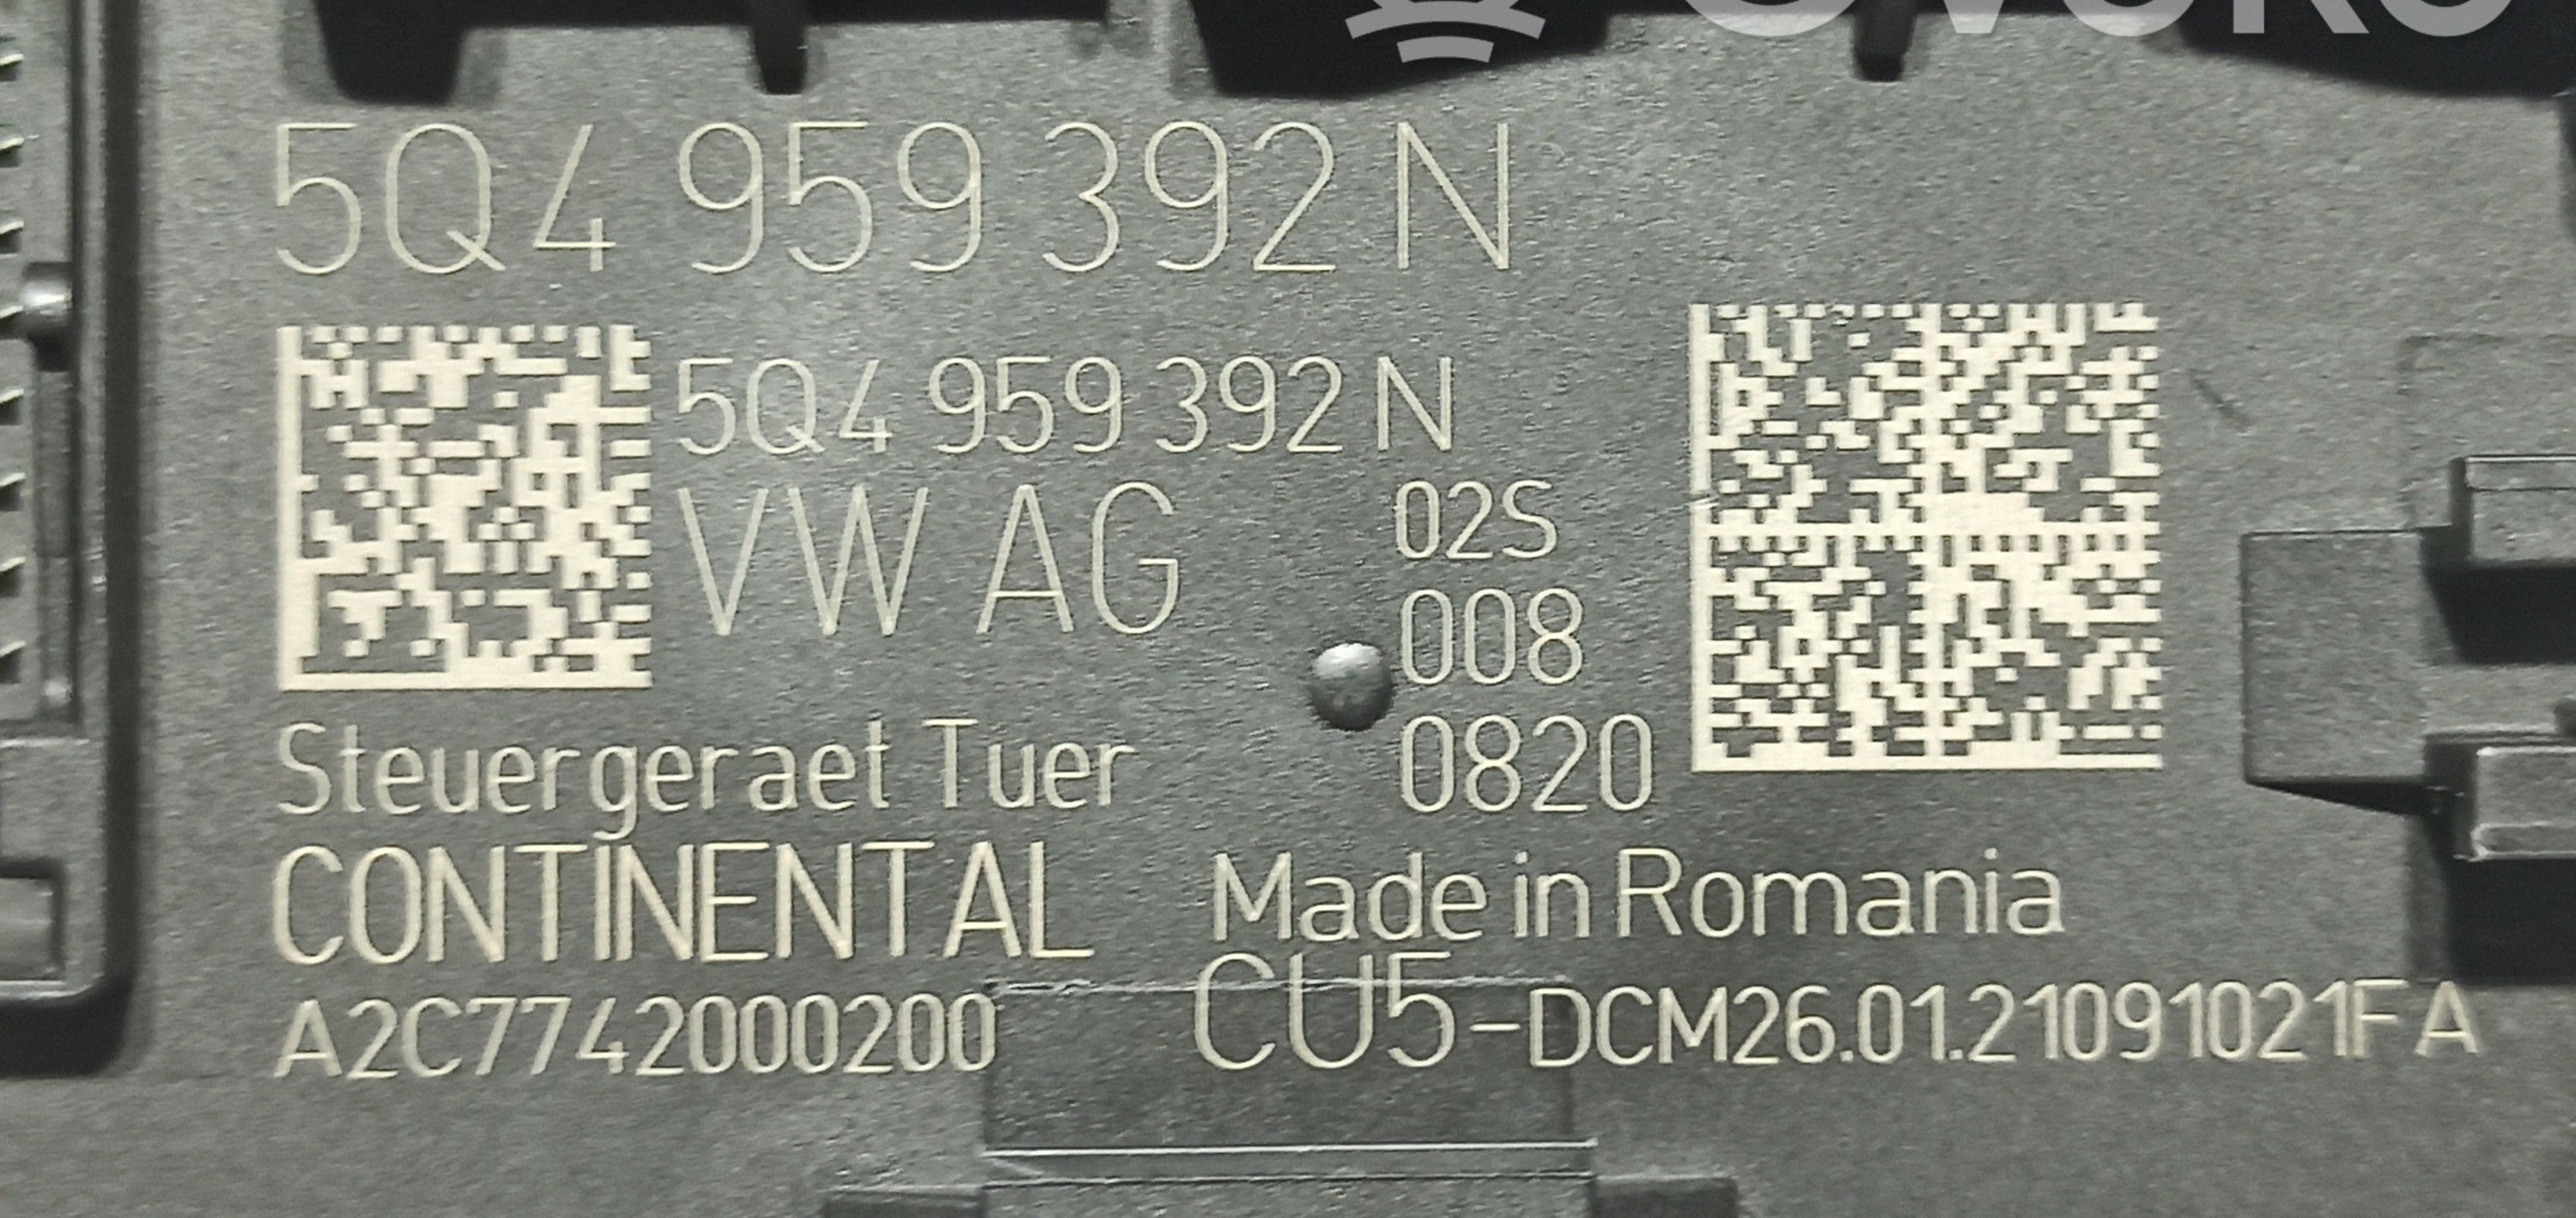 5Q4 959 392 N
5Q4 959 392 N
VW AG
02S
008
0820
Steuergeraet Tuer
CONTINENTAL
Made in Romania
A2C7742000200
CU5-DCM26.01.21091021FA